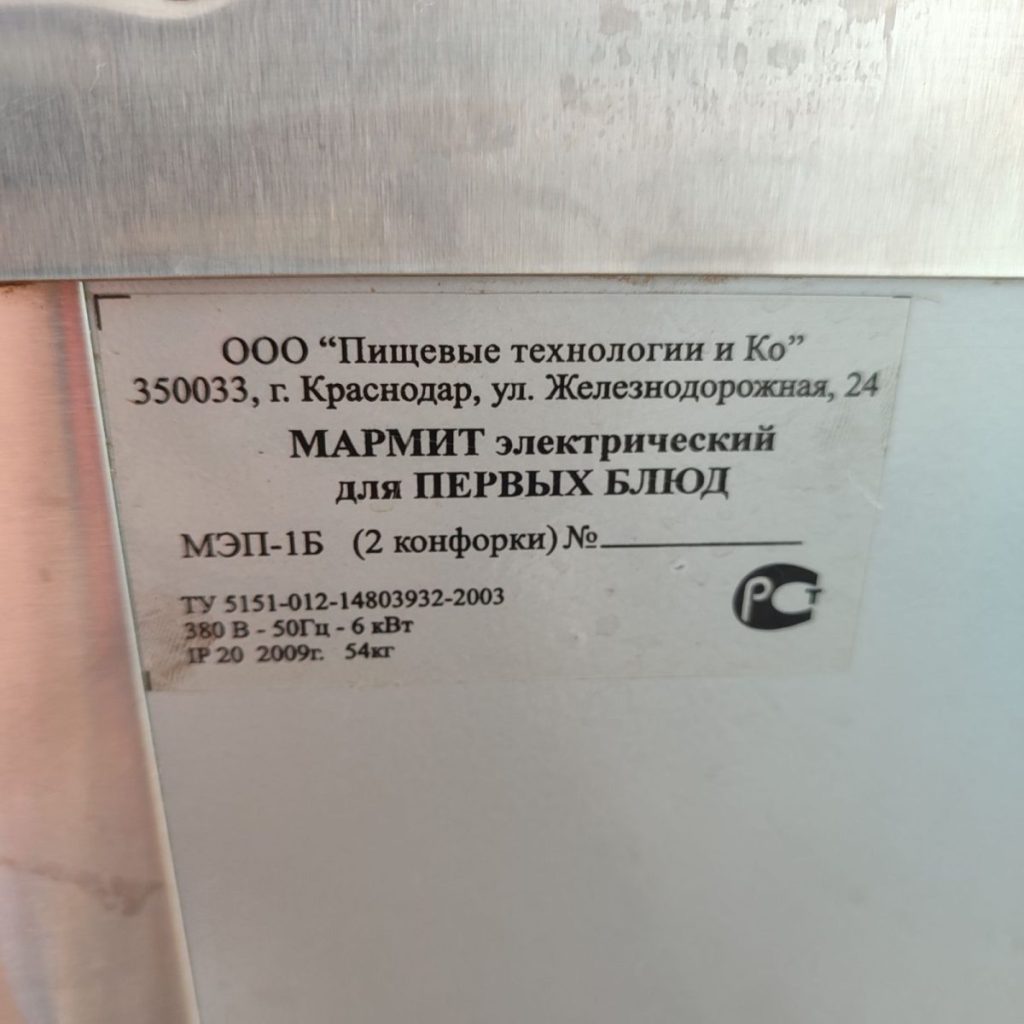 ООО “Пищевые технологии и Ко”
350033, г. Краснодар, ул. Железнодорожная, 24
МАРМИТ электрический
для ПЕРВЫХ БЛЮД
МЭП-1Б (2 конфорки) №
ТУ 5151-012-14803932-2003
380 В - 50Гц - 6 кВт
IP 20 2009г. 54кг
РСТ